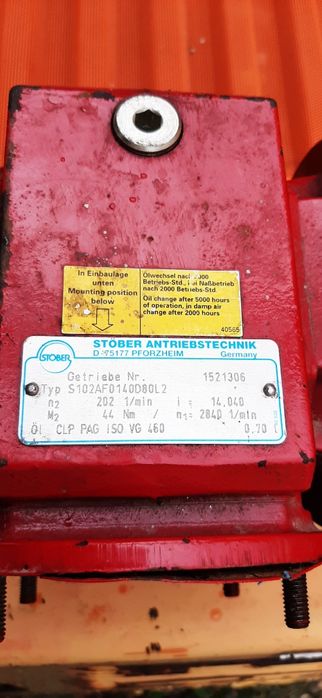 In Einbaulage
unten
Mounting position
below
Ölwechsel nach
Betriebs-Std., bei Naßbetrieb
nach 2000 Betriebs-Std.
Oil change after 5000 hours
of operation, in damp air
change after 2000 hours
40565
STÖBER
STÖBER ANTRIEBSTECHNIK
D-75177 PFORZHEIM Germany
Getriebe Nr. 1521306
Typ S102AF0140D80L2
n2 202 1/min i = 14,040
M2 44 Nm / n1= 2840 1/min
Öl CLP PAG ISO VG 460 0,70 L